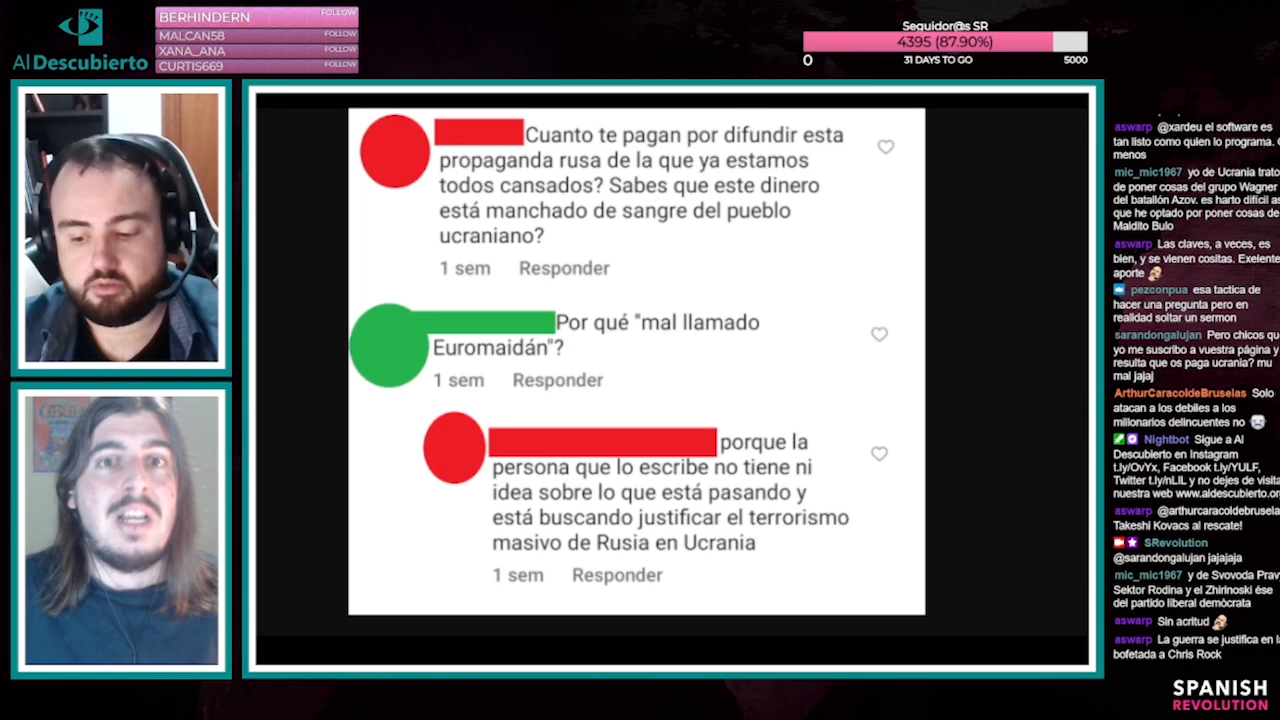 Al Descubierto
BERHINDERN FOLLOW
MALCAN58 FOLLOW
XANA_ANA FOLLOW
CURTIS669 FOLLOW
Seguidor@s SR
4395 (87.90%)
0 31 DAYS TO GO 5000
Cuanto te pagan por difundir esta
propaganda rusa de la que ya estamos
todos cansados? Sabes que este dinero
está manchado de sangre del pueblo
ucraniano?
1 sem Responder
Por qué "mal llamado
Euromaidán"?
1 sem Responder
porque la
persona que lo escribe no tiene ni
idea sobre lo que está pasando y
está buscando justificar el terrorismo
masivo de Rusia en Ucrania
1 sem Responder
aswarp @xardeu el software es
tan listo como quien lo programa.
menos
mic_mic1967 yo de Ucrania trato
de poner cosas del grupo Wagner
del batallón Azov. es harto difícil
que he optado por poner cosas de
Maldito Bulo
aswarp Las claves, a veces, es
bien, y se vienen cositas. Exelente
aporte
pezconpua esa tactica de
hacer una pregunta pero en
realidad soltar un sermon
sarandongalujan Pero chicos
yo me suscribo a vuestra página y
resulta que os paga ucrania? mu
mal jajaj
ArthurCaracoldeBruselas Solo
atacan a los debiles a los
millonarios delincuentes no
Nightbot Sigue a Al
Descubierto en Instagram
t.ly/OvYx, Facebook t.ly/YULF,
Twitter t.ly/nLIL y no dejes de
nuestra web www.aldescubierto.
aswarp @arthurcaracoldebrusela
Takeshi Kovacs al rescate!
SRevolution
@sarandongalujan jajajaja
mic_mic1967 y de Svovoda
Sektor Rodina y el Zhirinoski ése
del partido liberal demòcrata
aswarp Sin acritud
aswarp La guerra se justifica en
bofetada a Chris Rock
SPANISH
REVOLUTION